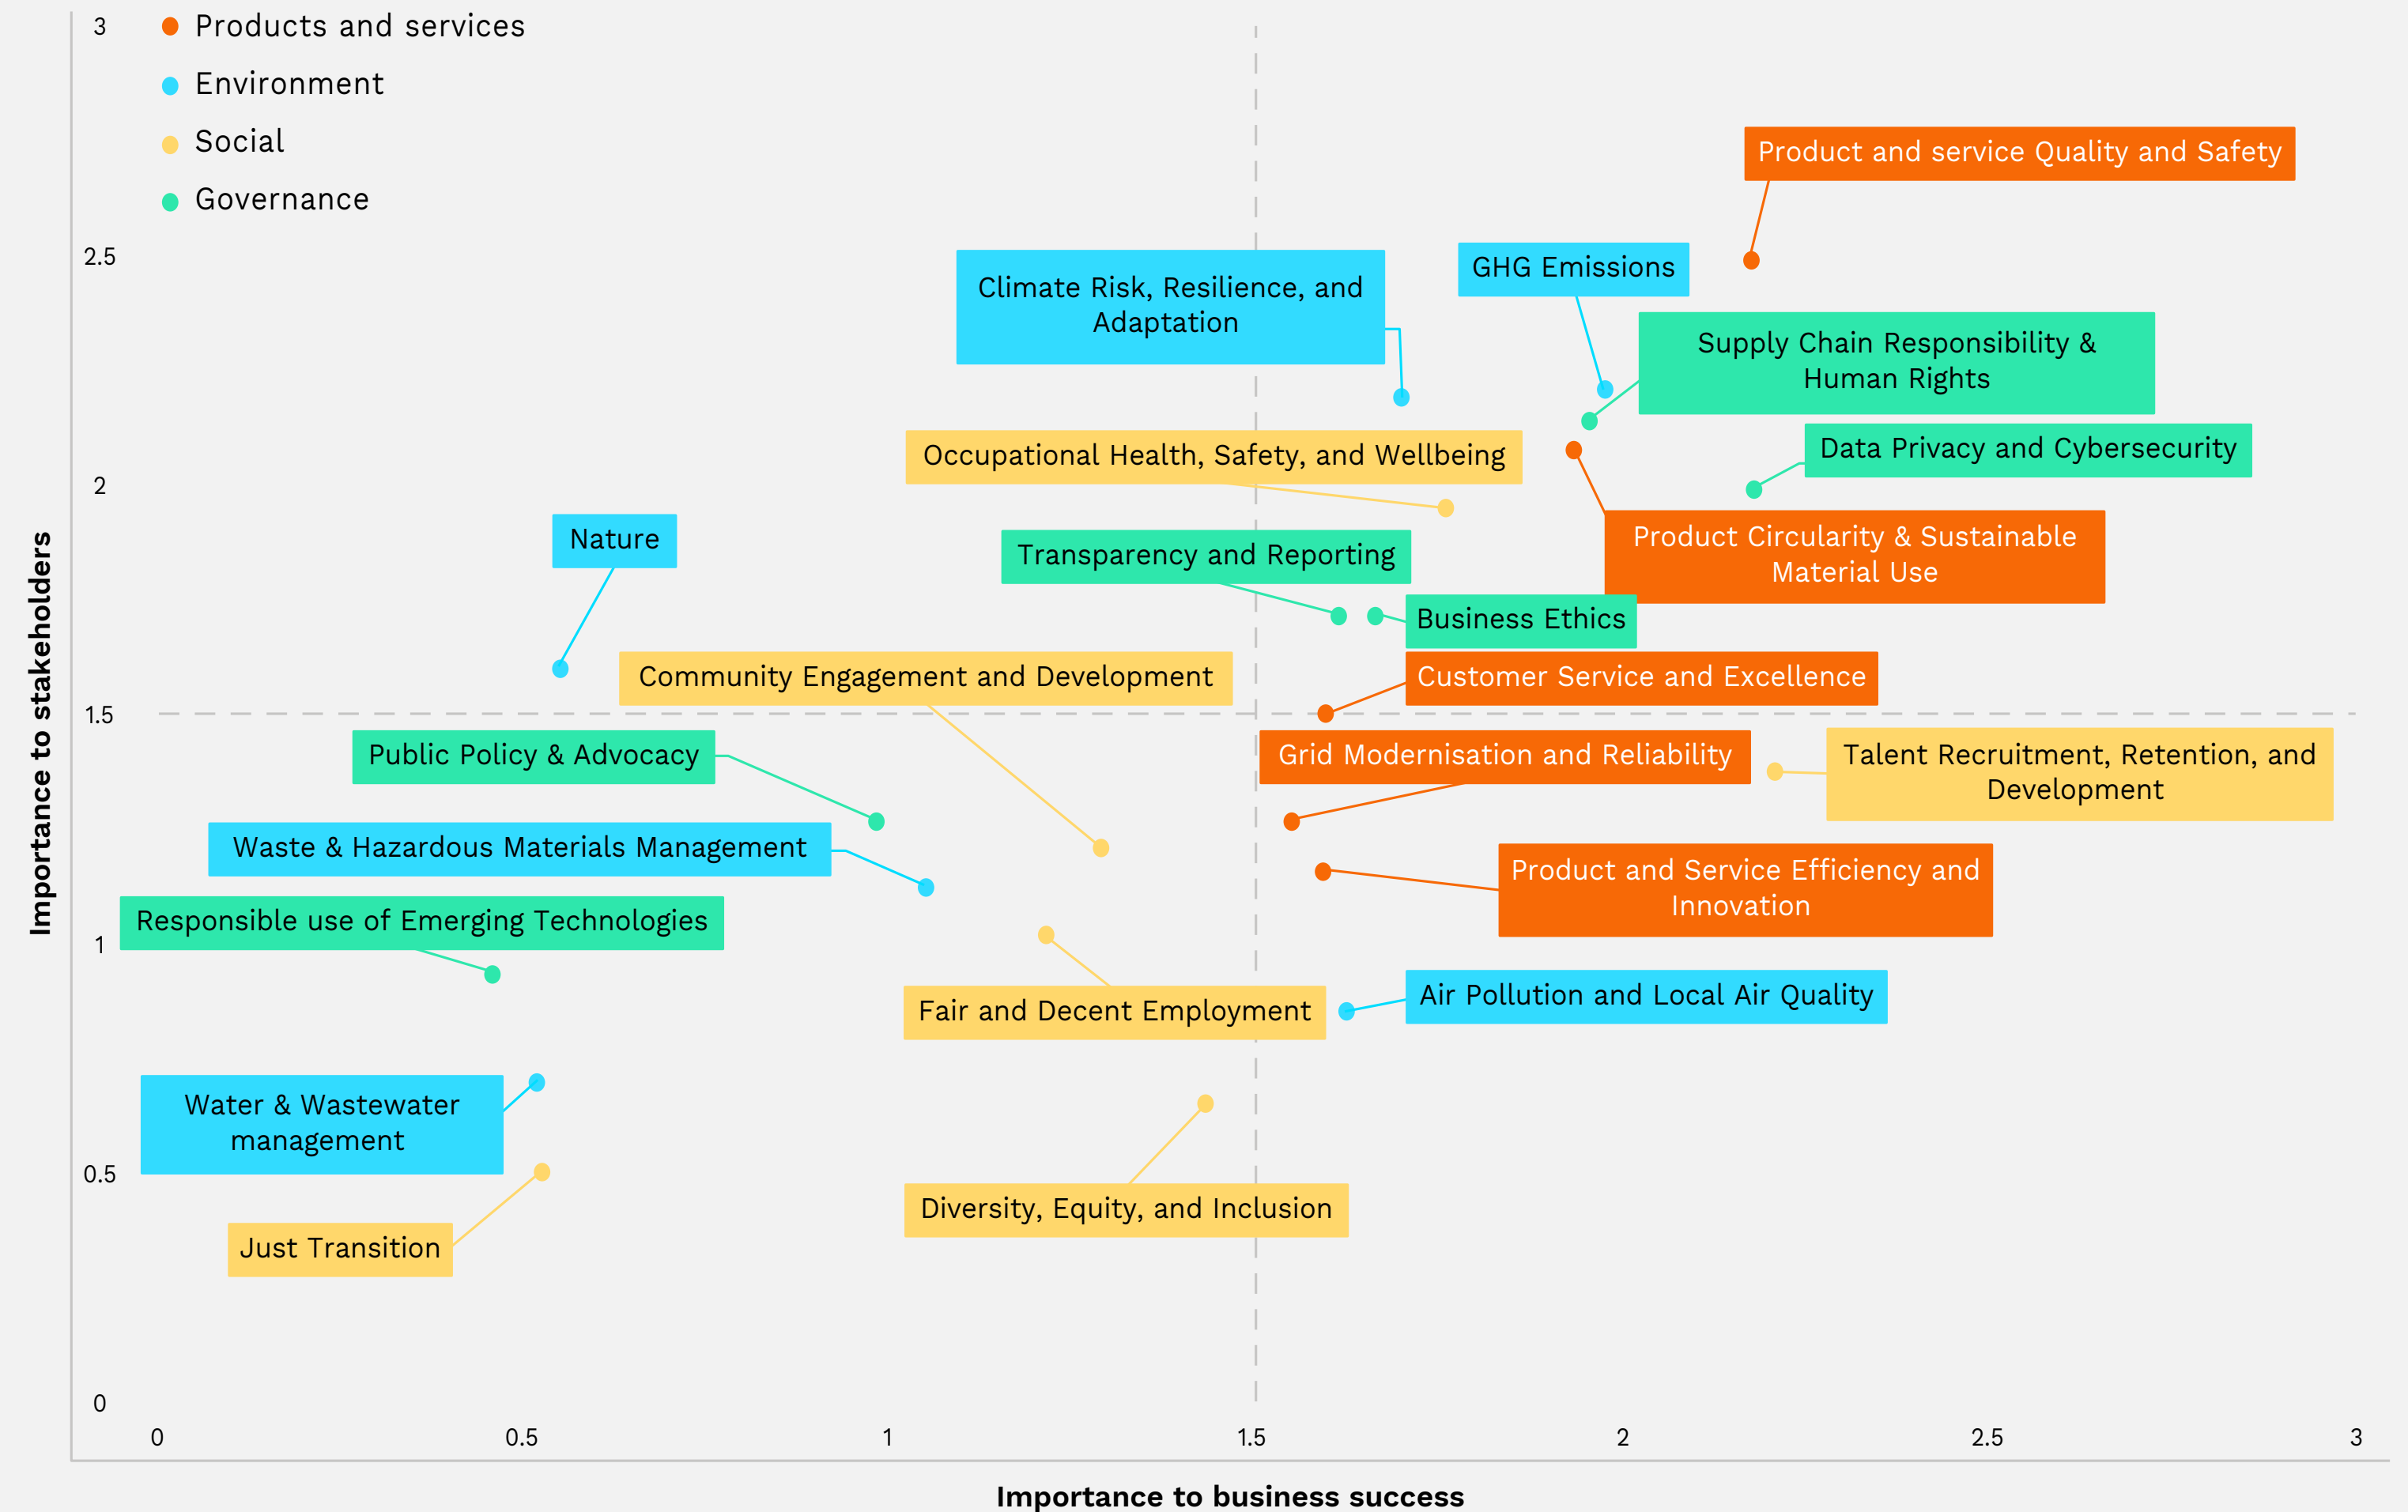 3
Products and services
Environment
Social
Governance
Product and service Quality and Safety
2.5
GHG Emissions
Climate Risk, Resilience, and
Adaptation
Supply Chain Responsibility &
Human Rights
Data Privacy and Cybersecurity
Occupational Health, Safety, and Wellbeing
2
Nature
Transparency and Reporting
Product Circularity & Sustainable
Material Use
Business Ethics
Community Engagement and Development
Customer Service and Excellence
1.5
Public Policy & Advocacy
Grid Modernisation and Reliability
Talent Recruitment, Retention, and
Development
Waste & Hazardous Materials Management
Product and Service Efficiency and
Innovation
Responsible use of Emerging Technologies
1
Fair and Decent Employment
Air Pollution and Local Air Quality
Water & Wastewater
management
0.5
Diversity, Equity, and Inclusion
Just Transition
0
Importance to stakeholders
0
0.5
1
1.5
2
2.5
3
Importance to business success